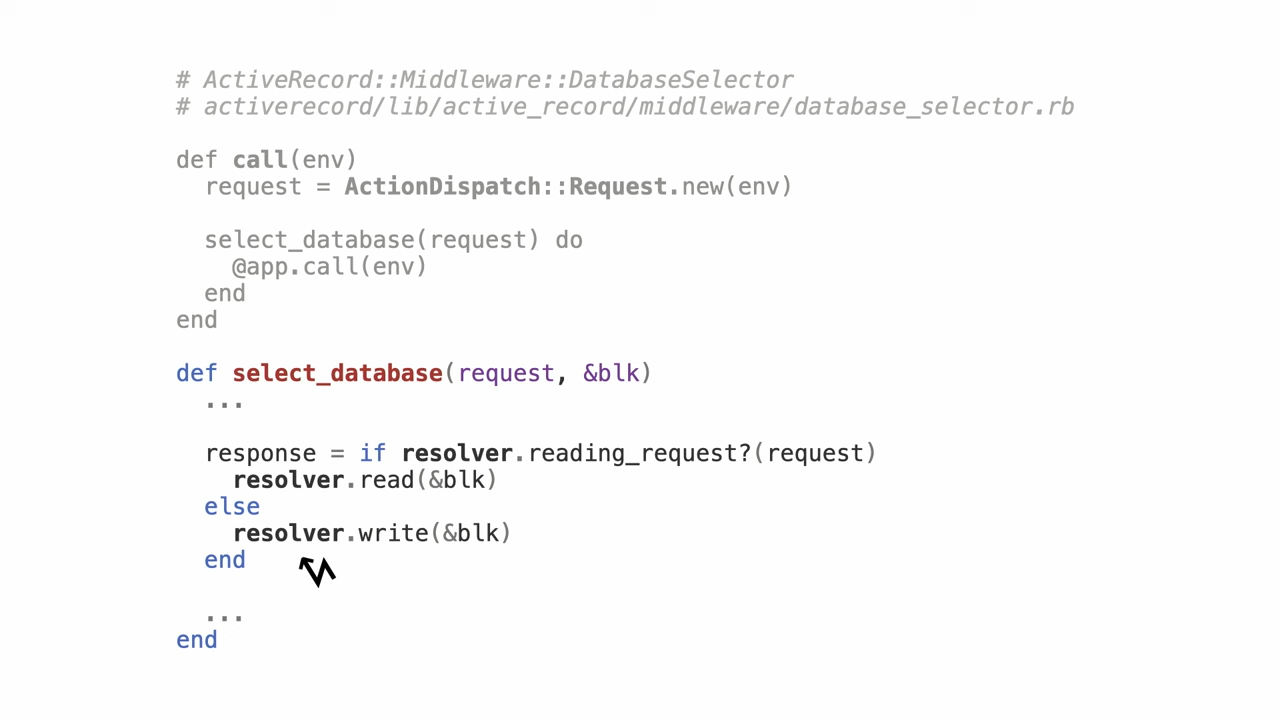 # ActiveRecord::Middleware::DatabaseSelector
# activerecord/lib/active_record/middleware/database_selector.rb

def call(env)
  request = ActionDispatch::Request.new(env)

  select_database(request) do
    @app.call(env)
  end
end

def select_database(request, &blk)
  ...

  response = if resolver.reading_request?(request)
    resolver.read(&blk)
  else
    resolver.write(&blk)
  end

  ...
end